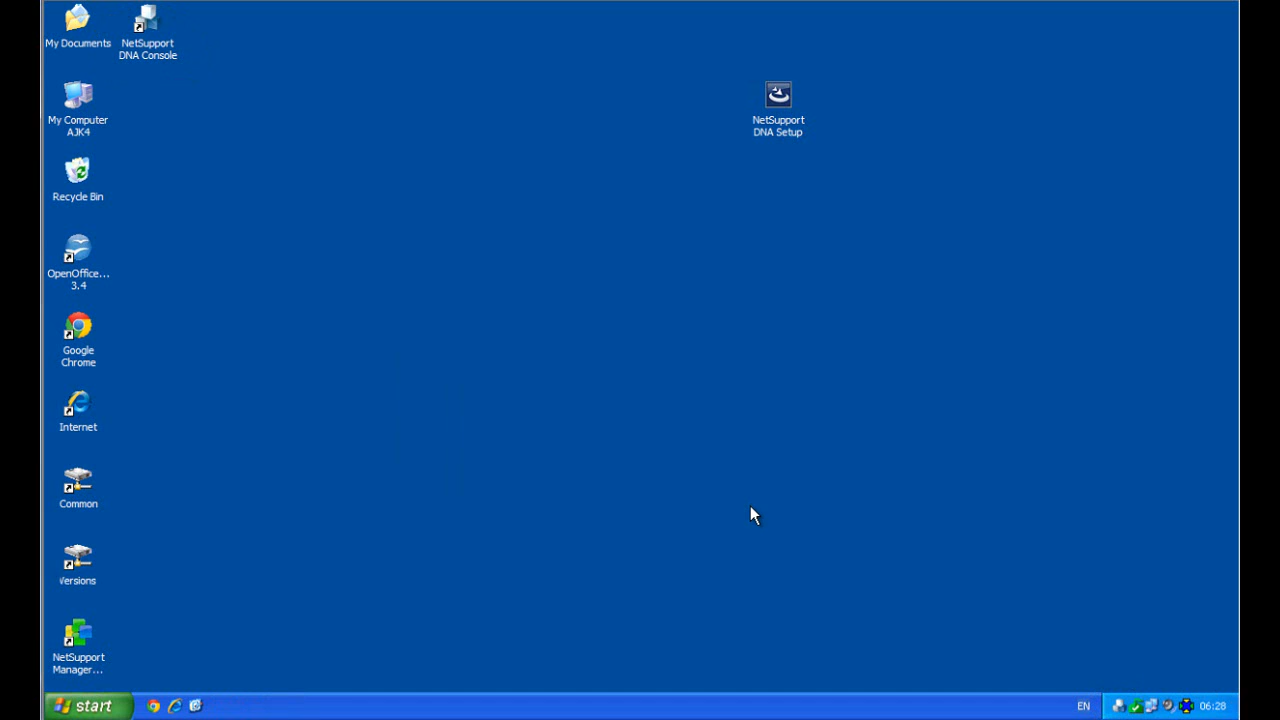 My Documents
NetSupport
DNA Console
My Computer
AJK4
NetSupport
DNA Setup
Recycle Bin
OpenOffice...
3.4
Google
Chrome
Internet
Common
Versions
NetSupport
Manager...
start
EN
06:28